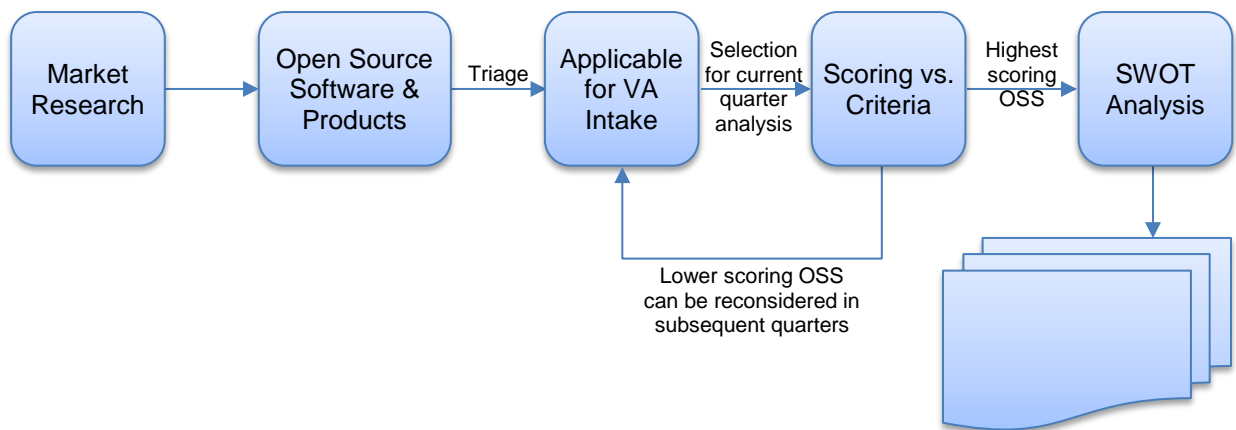 Market
Research
Open Source
Software &
Products
Triage
Applicable
for VA
Intake
Selection
for current
quarter
analysis
Scoring vs.
Criteria
Highest
scoring
OSS
SWOT
Analysis
Lower scoring OSS
can be reconsidered in
subsequent quarters